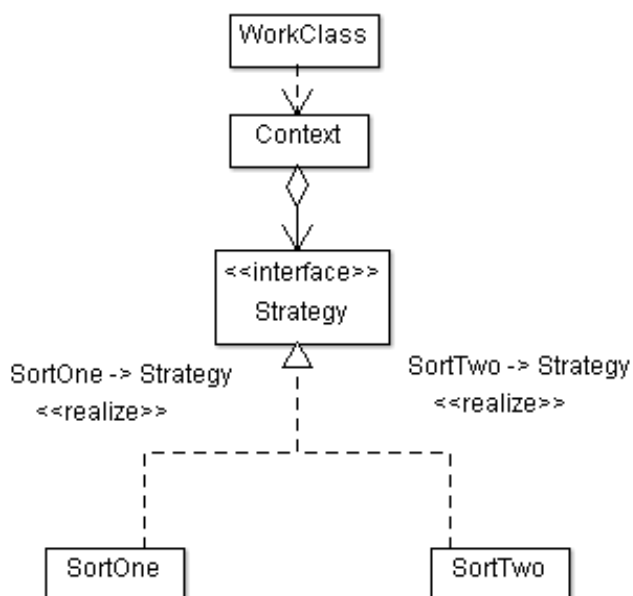 WorkClass
Context
<<interface>>
Strategy
SortOne -> Strategy
<<realize>>
SortTwo -> Strategy
<<realize>>
SortOne
SortTwo